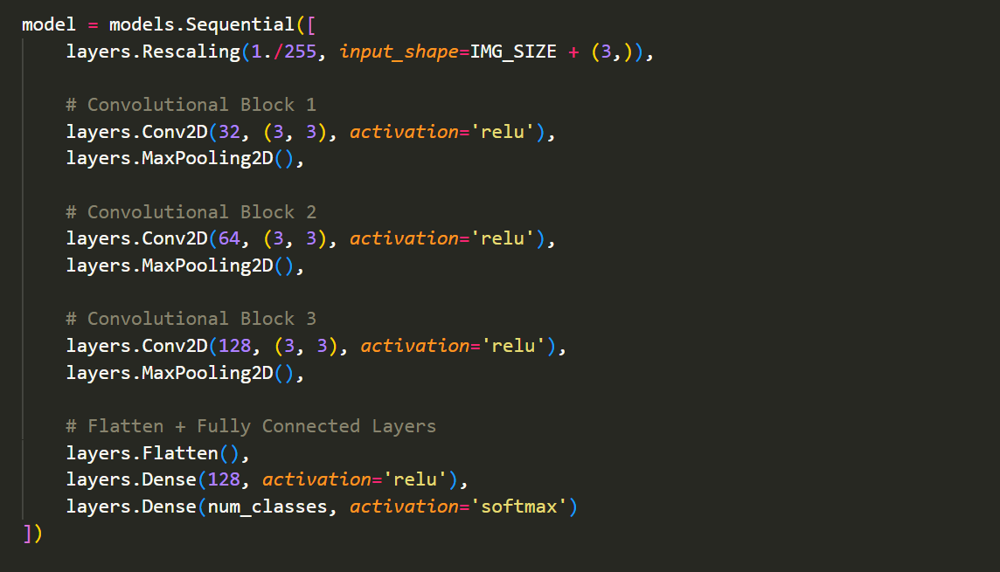 model = models.Sequential([
    layers.Rescaling(1./255, input_shape=IMG_SIZE + (3,)),

    # Convolutional Block 1
    layers.Conv2D(32, (3, 3), activation='relu'),
    layers.MaxPooling2D(),

    # Convolutional Block 2
    layers.Conv2D(64, (3, 3), activation='relu'),
    layers.MaxPooling2D(),

    # Convolutional Block 3
    layers.Conv2D(128, (3, 3), activation='relu'),
    layers.MaxPooling2D(),

    # Flatten + Fully Connected Layers
    layers.Flatten(),
    layers.Dense(128, activation='relu'),
    layers.Dense(num_classes, activation='softmax')
])